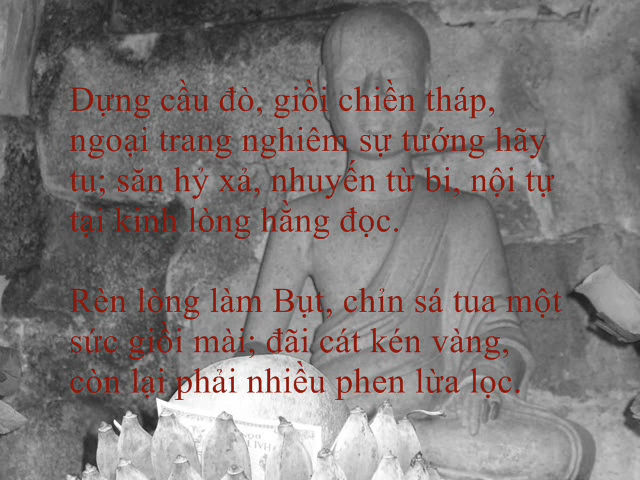 Đựng cầu đò, giồi chiền tháp,
ngoại trang nghiêm sự tướng hãy
tu; săn hỷ xả, nhuyến từ bi, nội tự
tại kinh lòng hằng đọc.
Rèn lòng làm Bụt, chỉn sá tua một
sức giồi mài; đãi cát kén vàng,
còn lại phải nhiều phen lừa lọc.